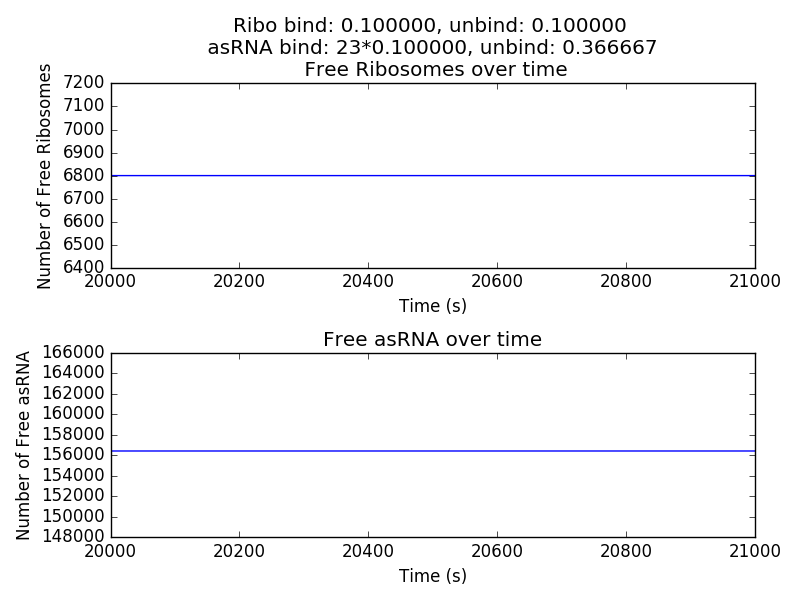 Ribo bind: 0.100000, unbind: 0.100000
asRNA bind: 23*0.100000, unbind: 0.366667
Free Ribosomes over time
Number of Free Ribosomes
7200
7100
7000
6900
6800
6700
6600
6500
6400
20000 20200 20400 20600 20800 21000
Time (s)
Free asRNA over time
Number of Free asRNA
166000
164000
162000
160000
158000
156000
154000
152000
150000
148000
20000 20200 20400 20600 20800 21000
Time (s)